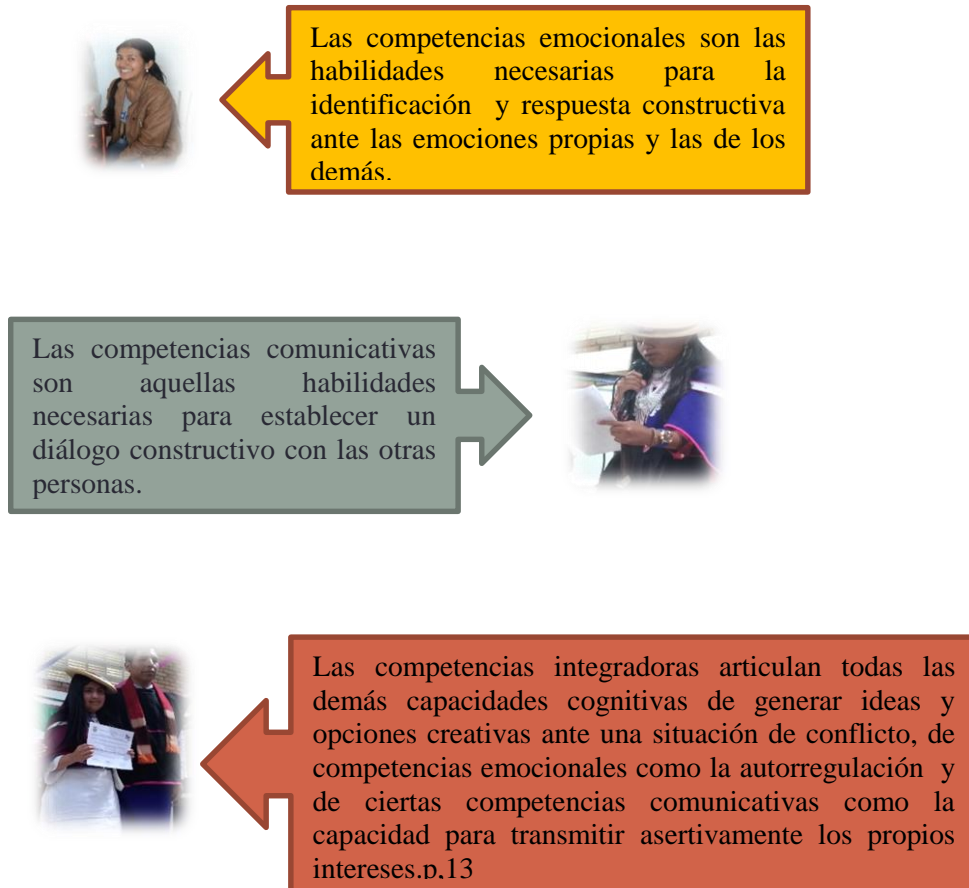 Las competencias emocionales son las
habilidades necesarias para la
identificación y respuesta constructiva
ante las emociones propias y las de los
demás.
Las competencias comunicativas
son aquellas habilidades
necesarias para establecer un
diálogo constructivo con las otras
personas.
Las competencias integradoras articulan todas las
demás capacidades cognitivas de generar ideas y
opciones creativas ante una situación de conflicto, de
competencias emocionales como la autorregulación y
de ciertas competencias comunicativas como la
capacidad para transmitir asertivamente los propios
intereses.p,13